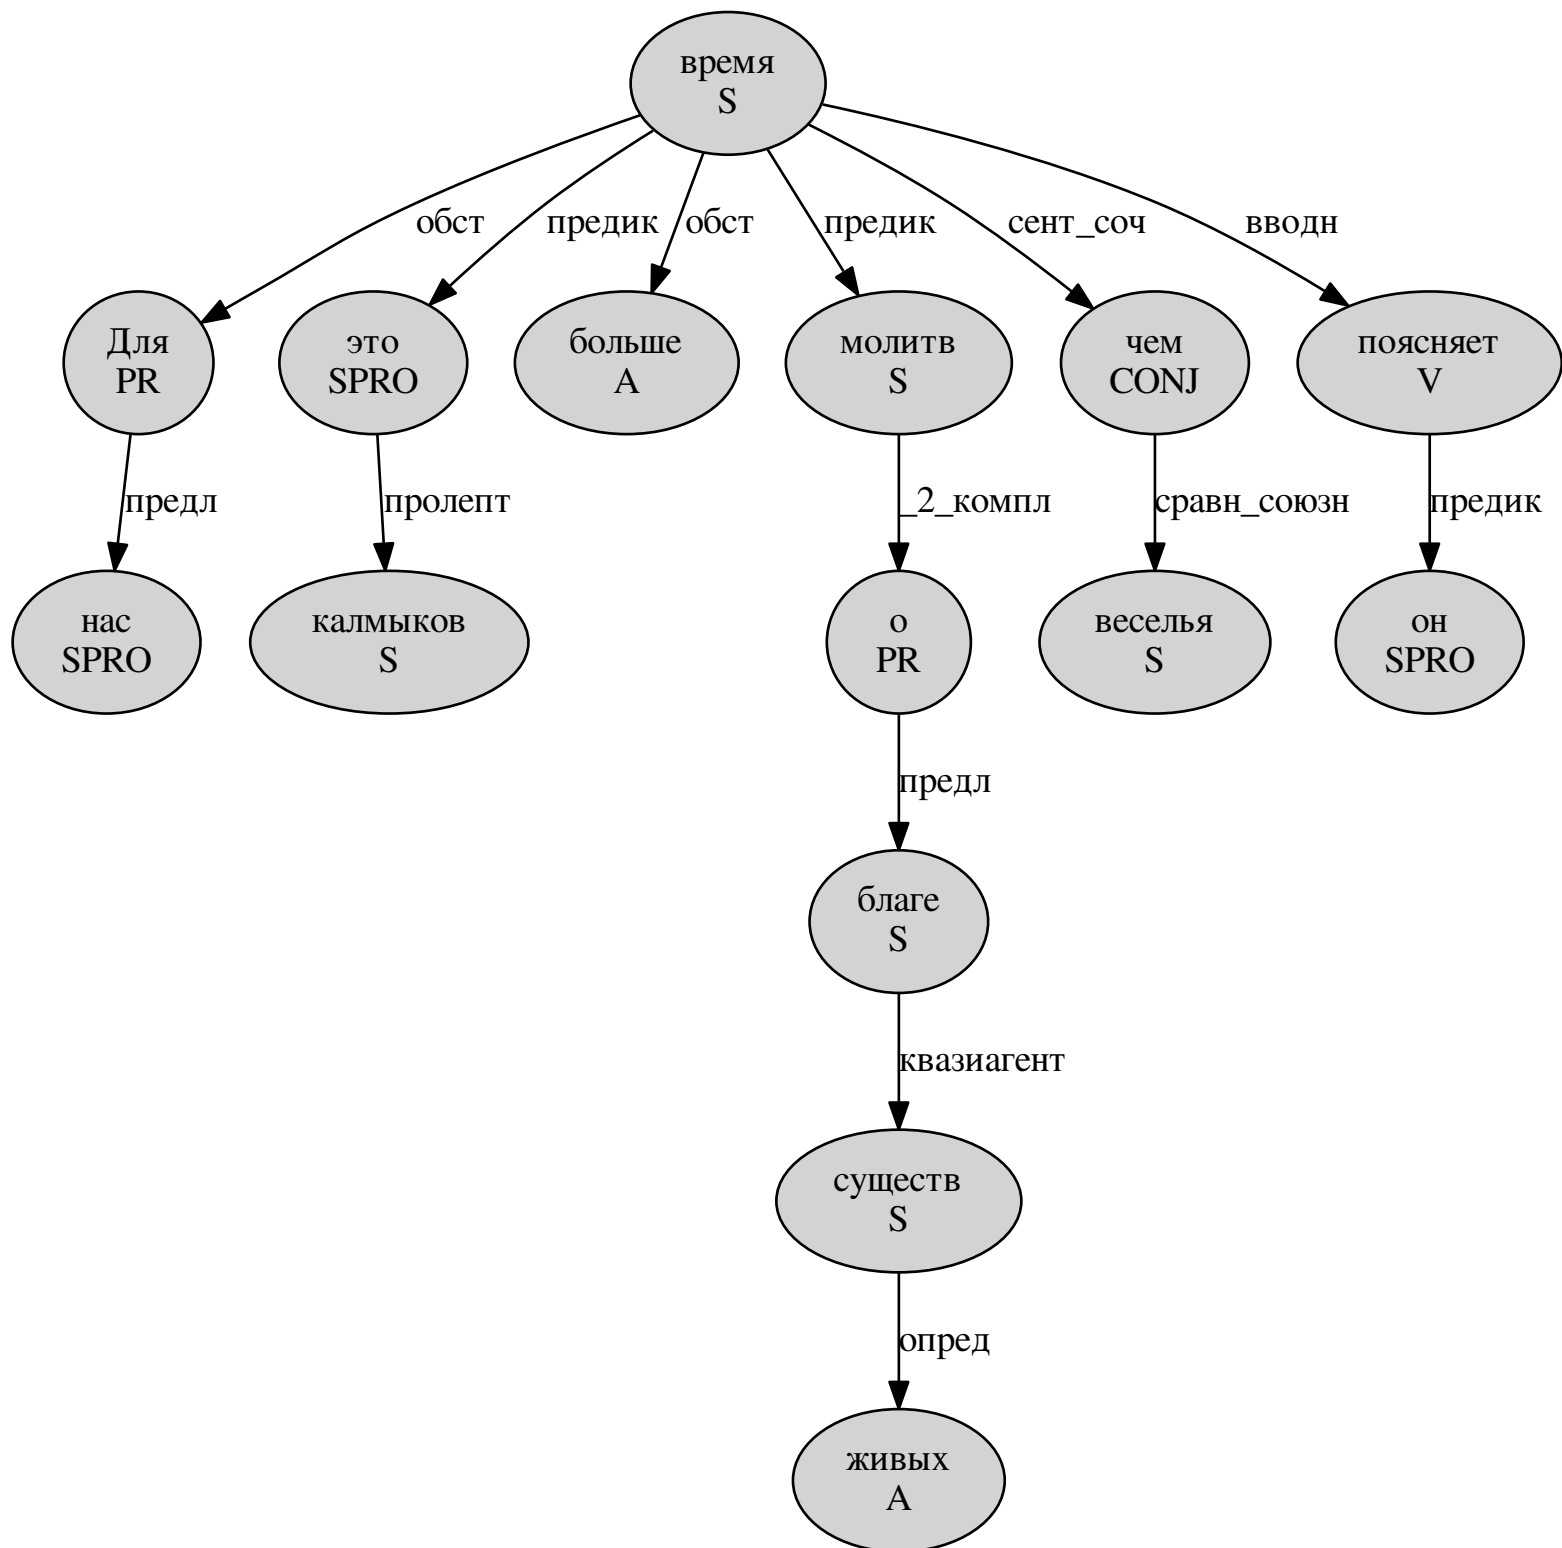 время
S
обст
предик
обст
предик
сент_соч
вводн
Для
PR
это
SPRO
больше
A
молитв
S
чем
CONJ
поясняет
V
предл
пролепт
_2_компл
сравн_союзн
предик
нас
SPRO
калмыков
S
о
PR
веселья
S
он
SPRO
предл
благе
S
квазиагент
существ
S
опред
живых
A